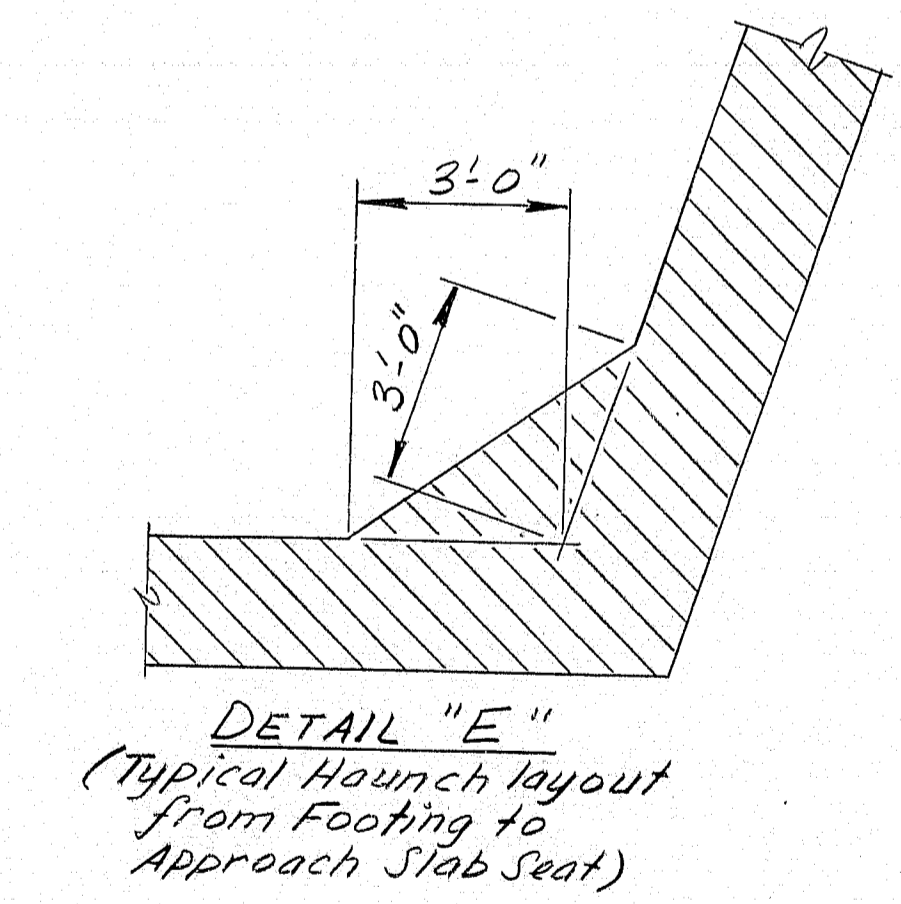 3'-0"
3'-0"
DETAIL "E"
(Typical Haunch layout
from Footing to
Approach Slab Seat)